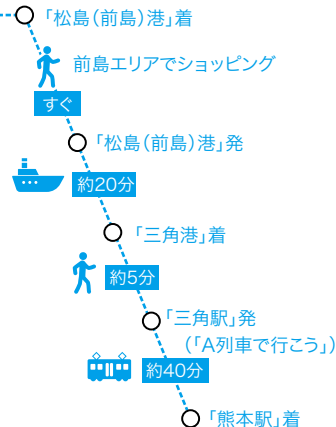 「松島(前島)港」着
前島エリアでショッピング
すぐ
「松島(前島)港」発
約20分
「三角港」着
約5分
「三角駅」発
(「A列車で行こう」)
約40分
「熊本駅」着